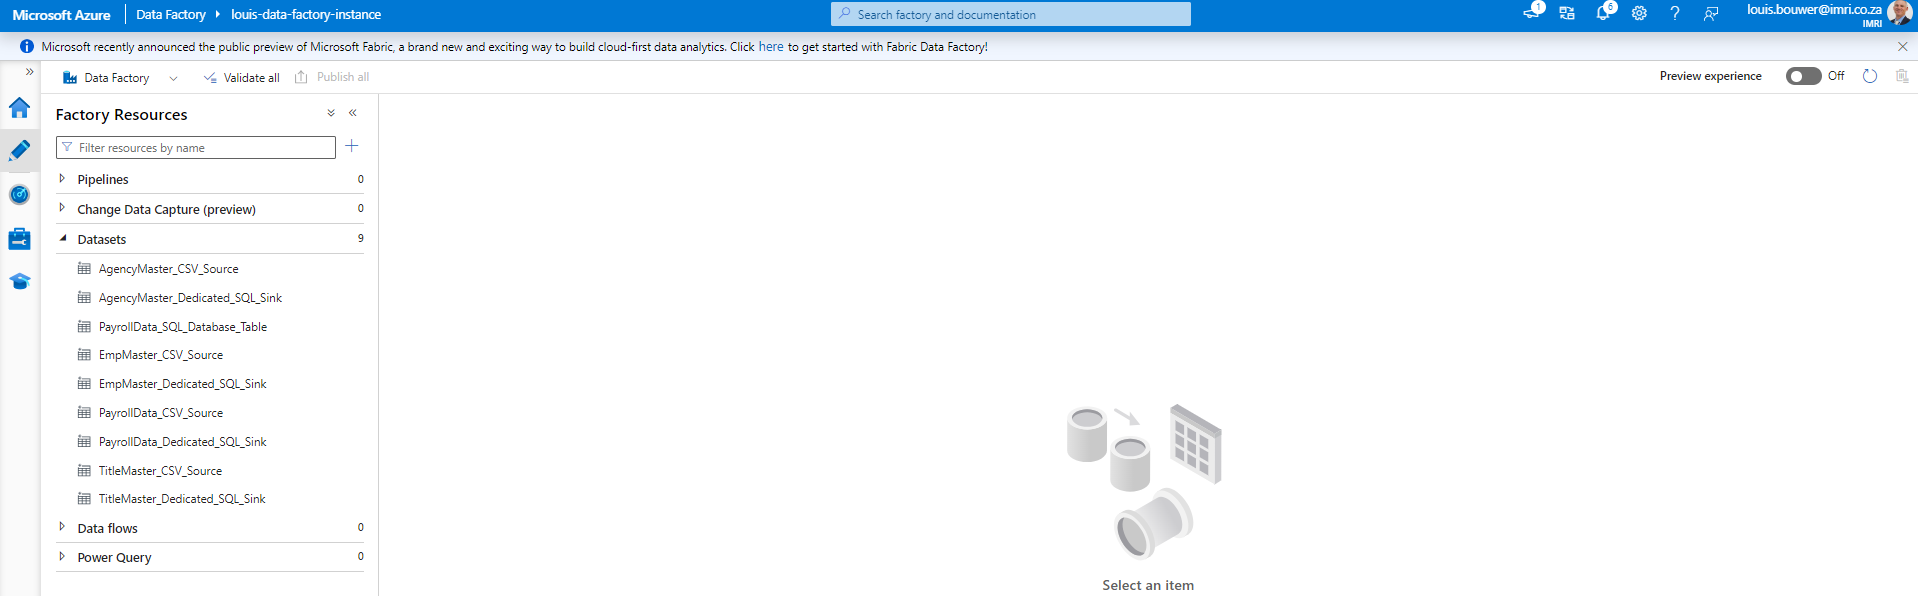 Microsoft Azure Data Factory louis-data-factory-instance Search factory and documentation 1 6 louis.bouwer@imri.co.za
IMRI
Microsoft recently announced the public preview of Microsoft Fabric, a brand new and exciting way to build cloud-first data analytics. Click here to get started with Fabric Data Factory!
Data Factory Validate all Publish all Preview experience Off
Factory Resources
Filter resources by name
Pipelines 0
Change Data Capture (preview) 0
Datasets 9
AgencyMaster_CSV_Source
AgencyMaster_Dedicated_SQL_Sink
PayrollData_SQL_Database_Table
EmpMaster_CSV_Source
EmpMaster_Dedicated_SQL_Sink
PayrollData_CSV_Source
PayrollData_Dedicated_SQL_Sink
TitleMaster_CSV_Source
TitleMaster_Dedicated_SQL_Sink
Data flows 0
Power Query 0
Select an item